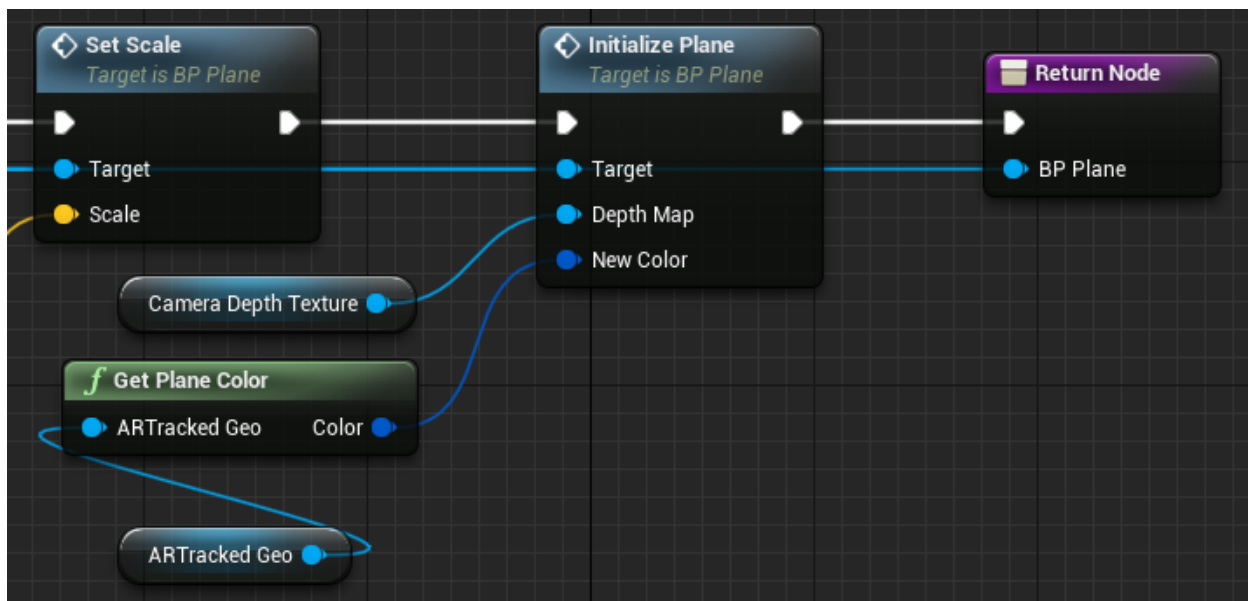 Set Scale
Target is BP Plane
Target
Scale
Initialize Plane
Target is BP Plane
Target
Depth Map
New Color
Return Node
BP Plane
Camera Depth Texture
f Get Plane Color
ARTracked Geo Color
ARTracked Geo